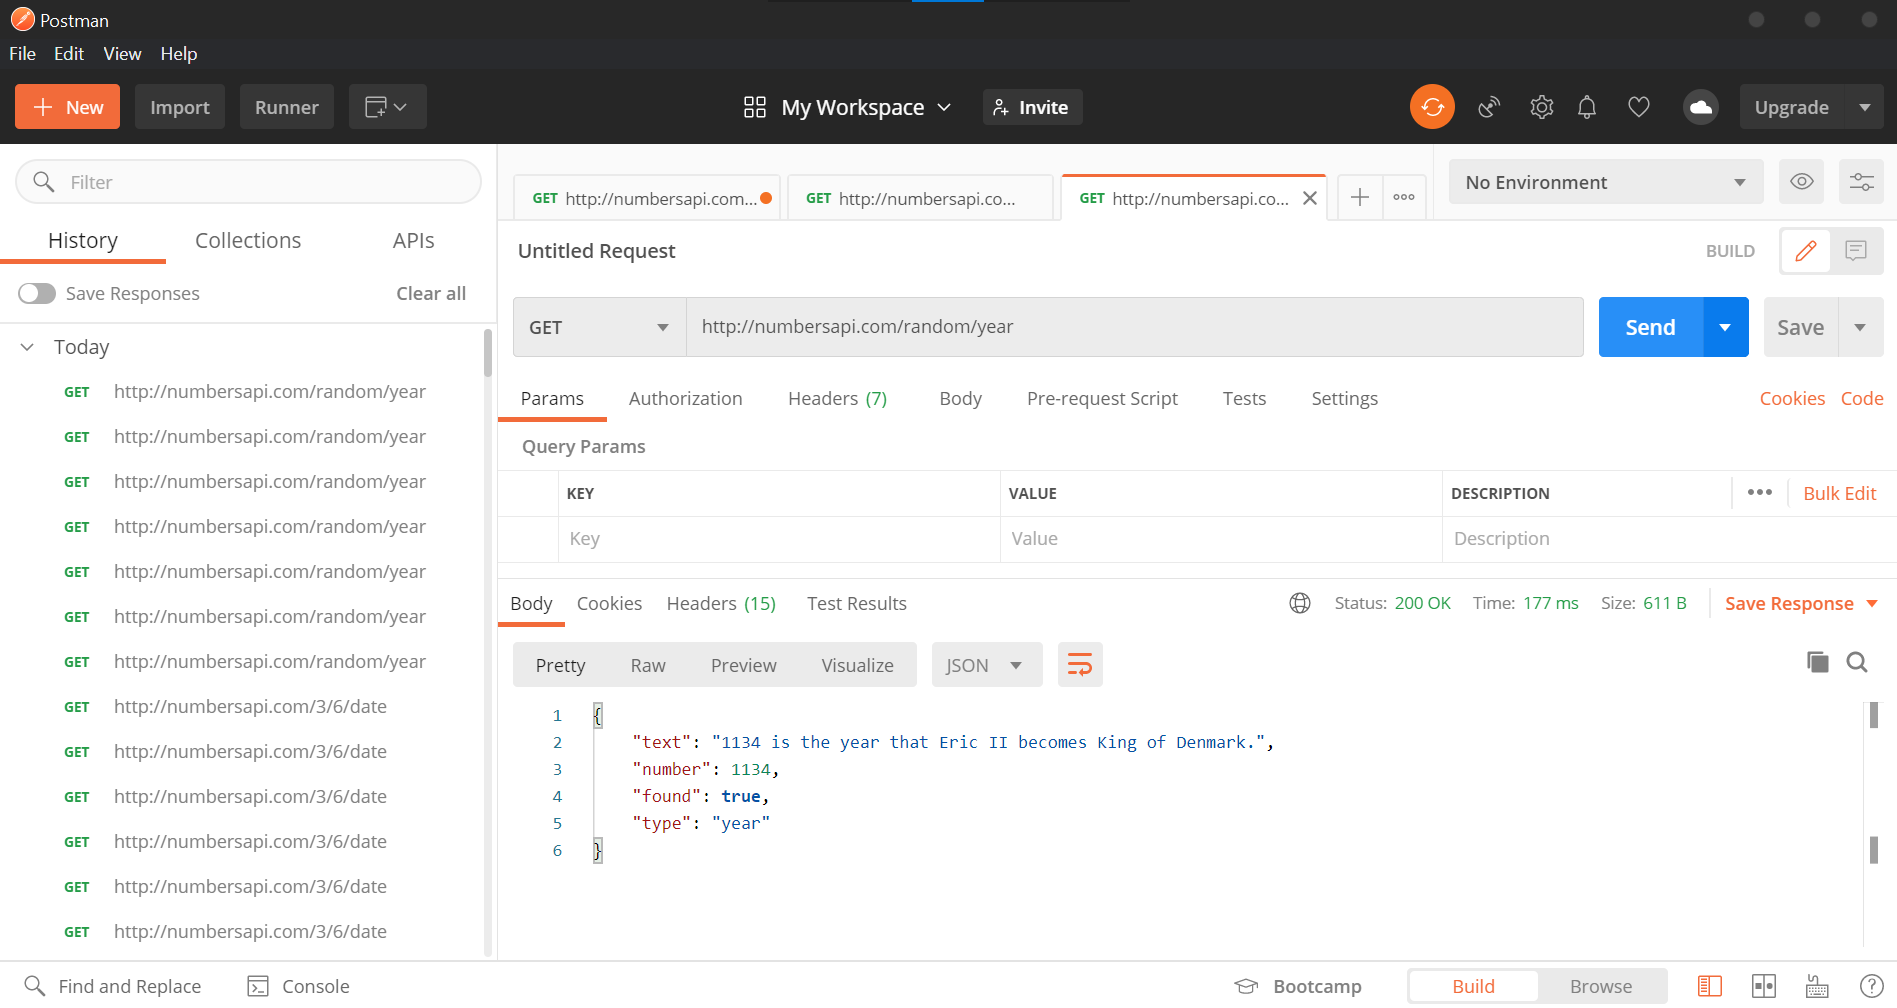 Postman
File Edit View Help
New Import Runner My Workspace Invite Upgrade
Filter
History Collections APIs
Save Responses Clear all
Today
GET http://numbersapi.com/random/year
GET http://numbersapi.com/random/year
GET http://numbersapi.com/random/year
GET http://numbersapi.com/random/year
GET http://numbersapi.com/random/year
GET http://numbersapi.com/random/year
GET http://numbersapi.com/random/year
GET http://numbersapi.com/3/6/date
GET http://numbersapi.com/3/6/date
GET http://numbersapi.com/3/6/date
GET http://numbersapi.com/3/6/date
GET http://numbersapi.com/3/6/date
GET http://numbersapi.com/3/6/date
GET http://numbersapi.com... GET http://numbersapi.co... GET http://numbersapi.co...
No Environment
Untitled Request BUILD
GET http://numbersapi.com/random/year Send Save
Params Authorization Headers (7) Body Pre-request Script Tests Settings Cookies Code
Query Params
KEY VALUE DESCRIPTION Bulk Edit
Key Value Description
Body Cookies Headers (15) Test Results Status: 200 OK Time: 177 ms Size: 611 B Save Response
Pretty Raw Preview Visualize JSON
1 {
2 "text": "1134 is the year that Eric II becomes King of Denmark.",
3 "number": 1134,
4 "found": true,
5 "type": "year"
6 }
Find and Replace Console Bootcamp Build Browse